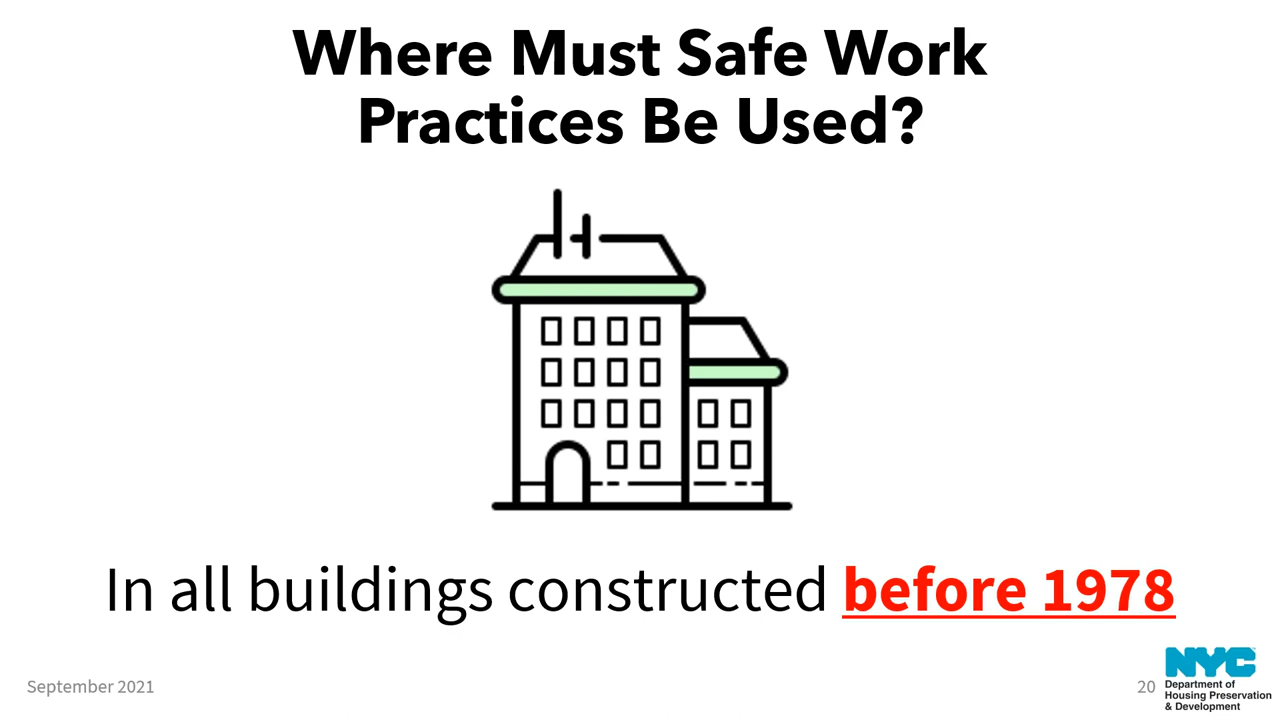 Where Must Safe Work
Practices Be Used?
In all buildings constructed before 1978
September 2021
20
NYC
Department of
Housing Preservation
& Development